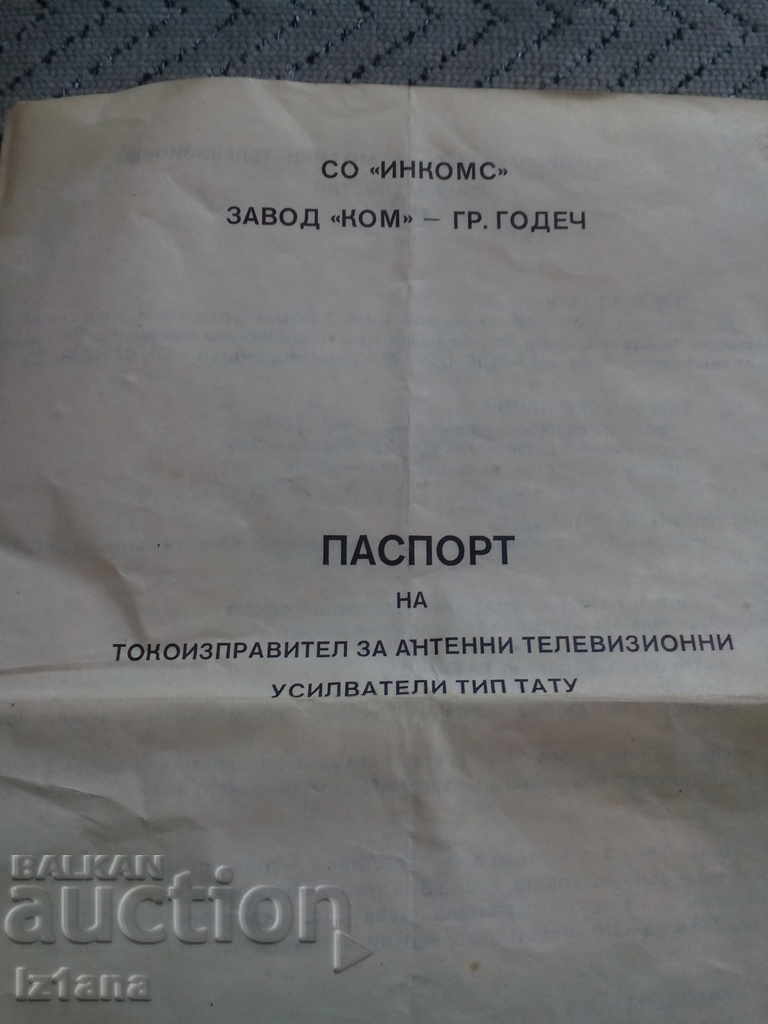 СО «ИНКОМС»
ЗАВОД «КОМ» – ГР. ГОДЕЧ
ПАСПОРТ
НА
ТОКОИЗПРАВИТЕЛ ЗА АНТЕННИ ТЕЛЕВИЗИОННИ
УСИЛВАТЕЛИ ТИП ТАТУ
BALKAN
auction
Iz1ana